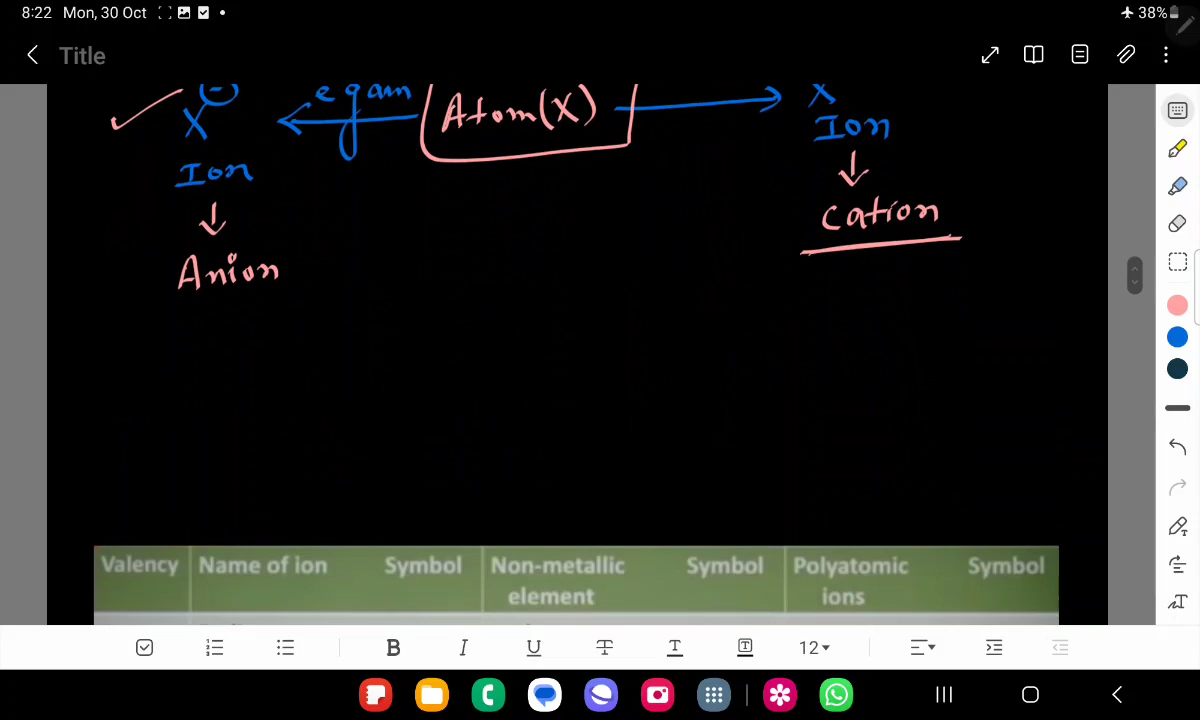 8:22 Mon, 30 Oct 38%
Title
e gain Atom(X) X
X Ion
Ion
Cation
Anion
Valency Name of ion Symbol Non-metallic element Symbol Polyatomic ions Symbol
B I U T T T 12